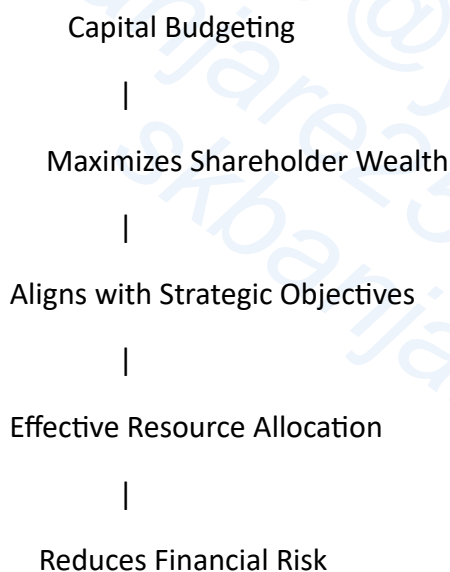 Capital Budgeting
|
Maximizes Shareholder Wealth
|
Aligns with Strategic Objectives
|
Effective Resource Allocation
|
Reduces Financial Risk